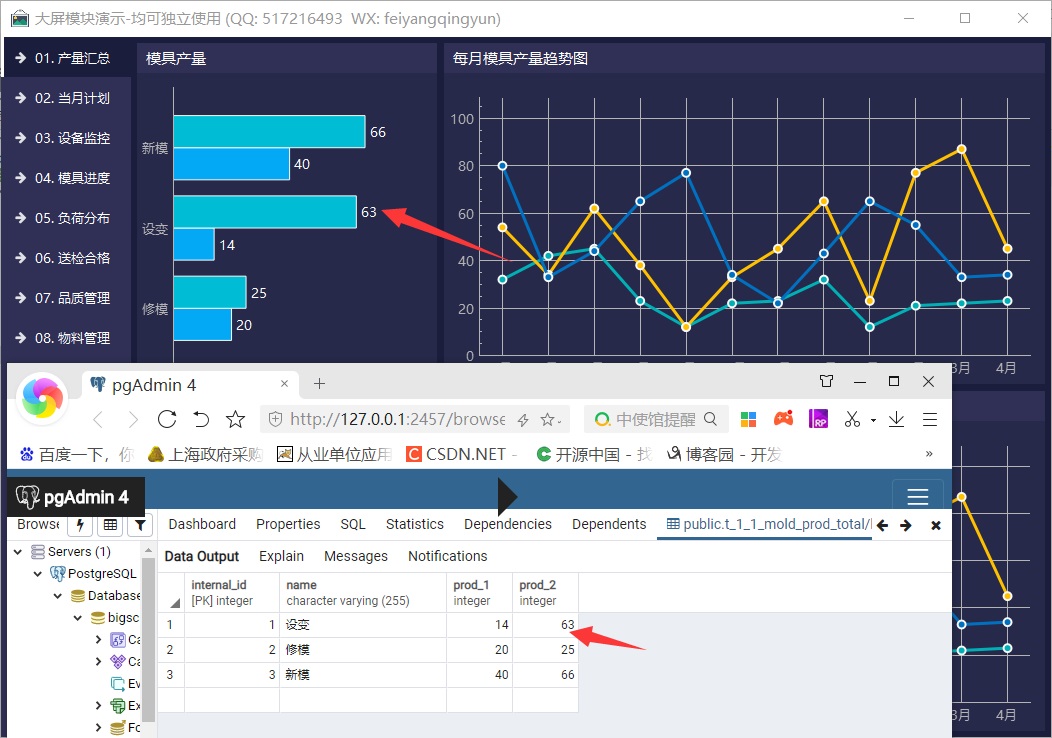 大屏模块演示-均可独立使用 (QQ: 517216493 WX: feiyangqingyun)
01. 产量汇总
02. 当月计划
03. 设备监控
04. 模具进度
05. 负荷分布
06. 送检合格
07. 品质管理
08. 物料管理
模具产量
新模
66
40
设变
63
14
修模
25
20
每月模具产量趋势图
100
80
60
40
20
0
3月
4月
pgAdmin 4
http://127.0.0.1:2457/browse
中使馆提醒
RP
百度一下，你
上海政府采购
从业单位应用
CSDN.NET -
开源中国 - 找
博客园 - 开发
»
pgAdmin 4
Browse
Dashboard Properties SQL Statistics Dependencies Dependents public.t_1_1_mold_prod_total/
Servers (1)
PostgreSQL
Database
bigsc
Ca
Ca
Ev
Ex
Fo
Data Output Explain Messages Notifications
internal_id name prod_1 prod_2
[PK] integer character varying (255) integer integer
1 1 设变 14 63
2 2 修模 20 25
3 3 新模 40 66
3月
4月